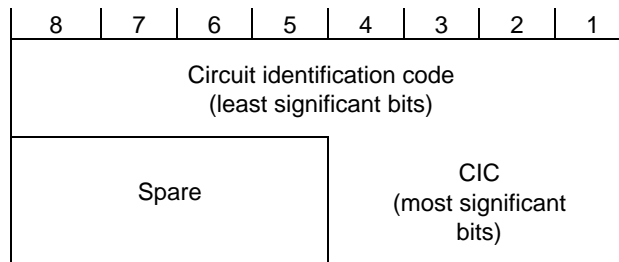 8 7 6 5 4 3 2 1
Circuit identification code
(least significant bits)
Spare
CIC
(most significant
bits)